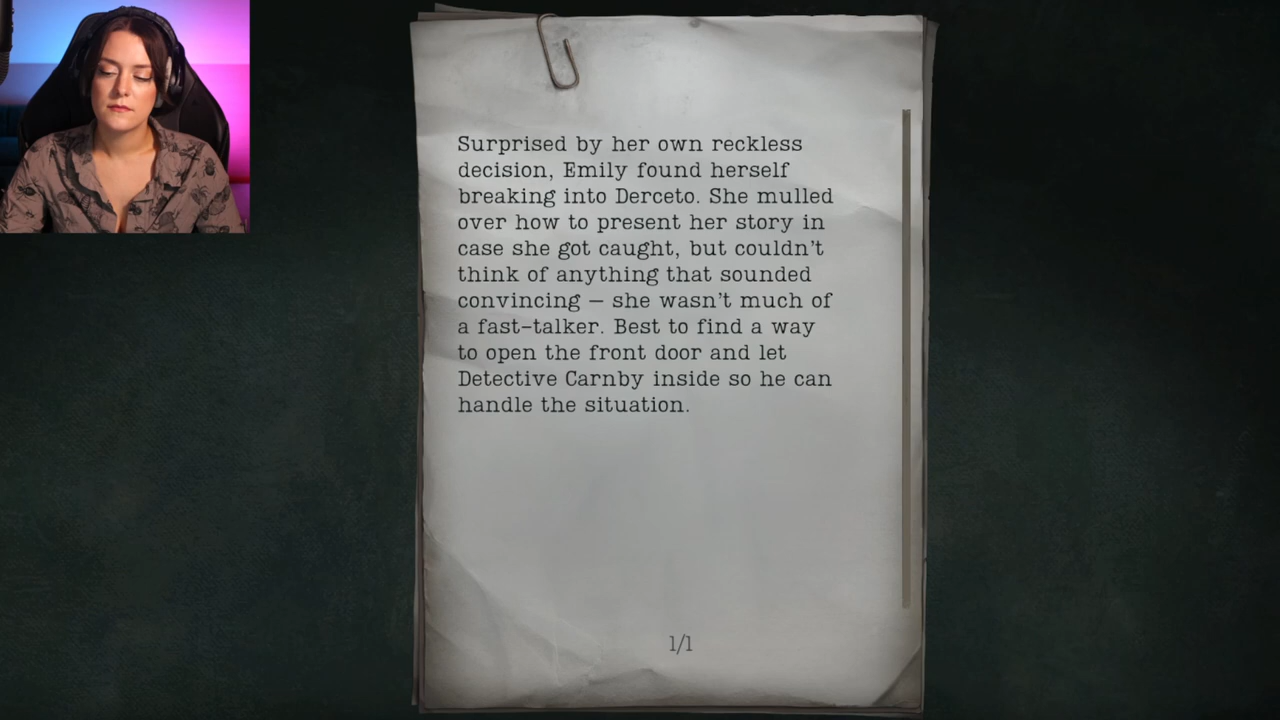 Surprised by her own reckless
decision, Emily found herself
breaking into Derceto. She mulled
over how to present her story in
case she got caught, but couldn't
think of anything that sounded
convincing — she wasn't much of
a fast-talker. Best to find a way
to open the front door and let
Detective Carnby inside so he can
handle the situation.
1/1